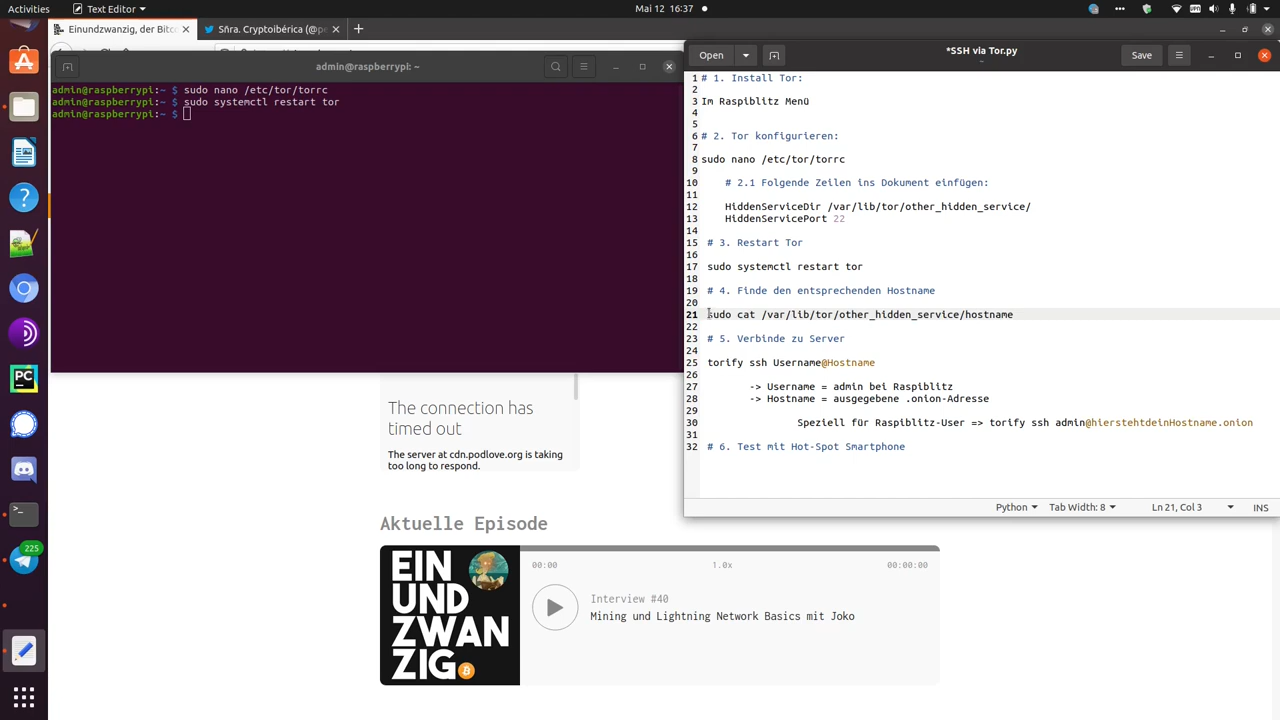 Activities
Text Editor
Mai 12 16:37
Einundzwanzig, der Bitc
Sñra. Cryptoibérica (@pe
admin@raspberrypi: ~
admin@raspberrypi:~ $ sudo nano /etc/tor/torrc
admin@raspberrypi:~ $ sudo systemctl restart tor
admin@raspberrypi:~ $
Open
*SSH via Tor.py
Save
1 # 1. Install Tor:
2
3 Im Raspiblitz Menü
4
5
6 # 2. Tor konfigurieren:
7
8 sudo nano /etc/tor/torrc
9
10 # 2.1 Folgende Zeilen ins Dokument einfügen:
11
12 HiddenServiceDir /var/lib/tor/other_hidden_service/
13 HiddenServicePort 22
14
15 # 3. Restart Tor
16
17 sudo systemctl restart tor
18
19 # 4. Finde den entsprechenden Hostname
20
21 sudo cat /var/lib/tor/other_hidden_service/hostname
22
23 # 5. Verbinde zu Server
24
25 torify ssh Username@Hostname
26
27 -> Username = admin bei Raspiblitz
28 -> Hostname = ausgegebene .onion-Adresse
29
30 Speziell für Raspiblitz-User => torify ssh admin@hierstehtdeinHostname.onion
31
32 # 6. Test mit Hot-Spot Smartphone
Python
Tab Width: 8
Ln 21, Col 3
INS
The connection has
timed out
The server at cdn.podlove.org is taking
too long to respond.
Aktuelle Episode
EIN
UND
ZWAN
ZIG
00:00
1.0x
00:00:00
Interview #40
Mining und Lightning Network Basics mit Joko
PC
225